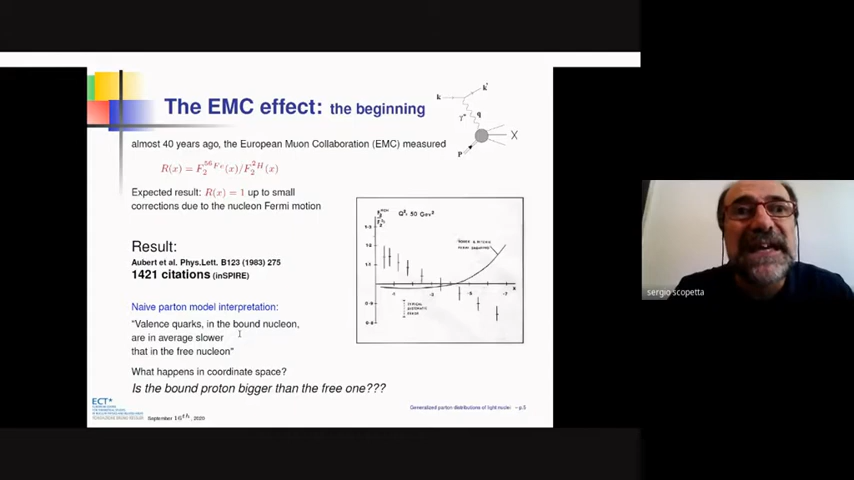 The EMC effect: the beginning
k
k'
γ*
q
P
X
almost 40 years ago, the European Muon Collaboration (EMC) measured
R(x) = F₂^{56Fe}(x)/F₂^{2H}(x)
Expected result: R(x) = 1 up to small
corrections due to the nucleon Fermi motion
Q², 50 GeV²
Result:
Aubert et al. Phys.Lett. B123 (1983) 275
1421 citations (inSPIRE)
Naive parton model interpretation:
"Valence quarks, in the bound nucleon,
are in average slower
that in the free nucleon"
What happens in coordinate space?
Is the bound proton bigger than the free one???
ECT*
September 16th, 2020
Generalized parton distributions of light nuclei – p.5
sergio scopetta